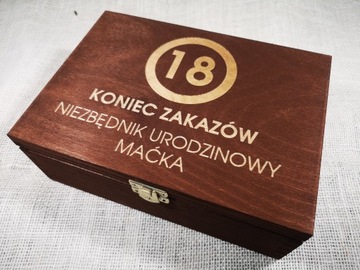 18
KONIEC ZAKAZÓW
NIEZBĘDNIK URODZINOWY
MAĆKA